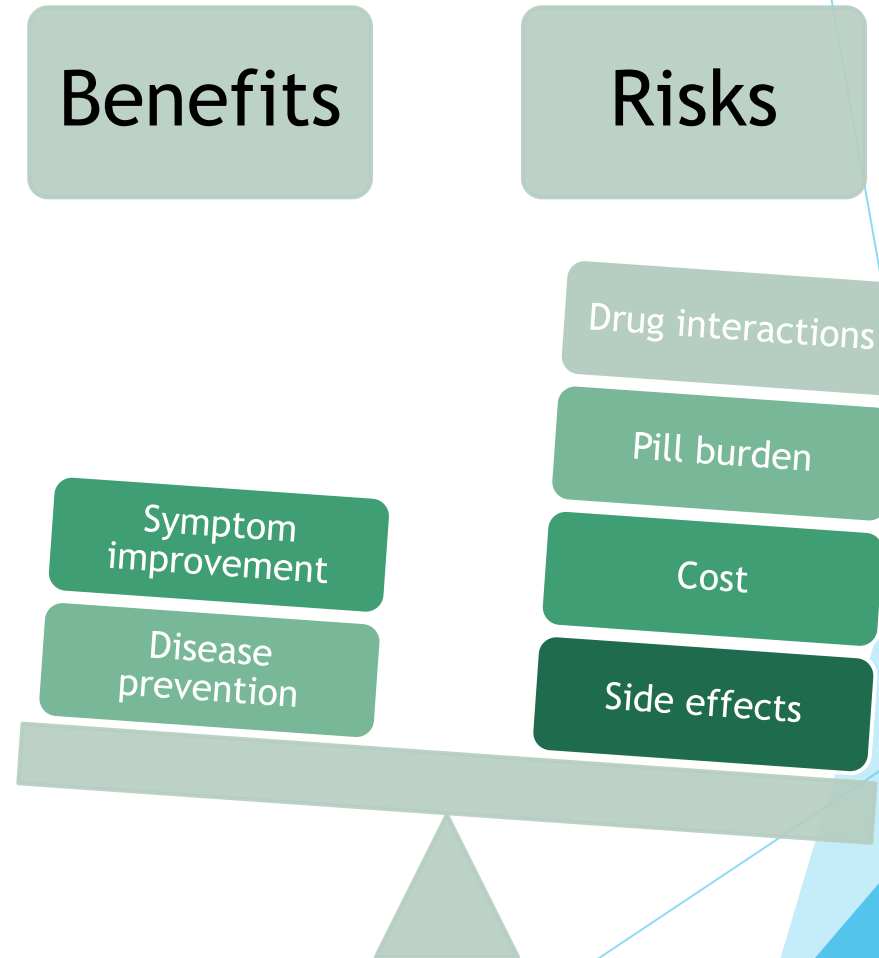 Benefits
Risks
Drug interactions
Pill burden
Symptom
improvement
Cost
Disease
prevention
Side effects